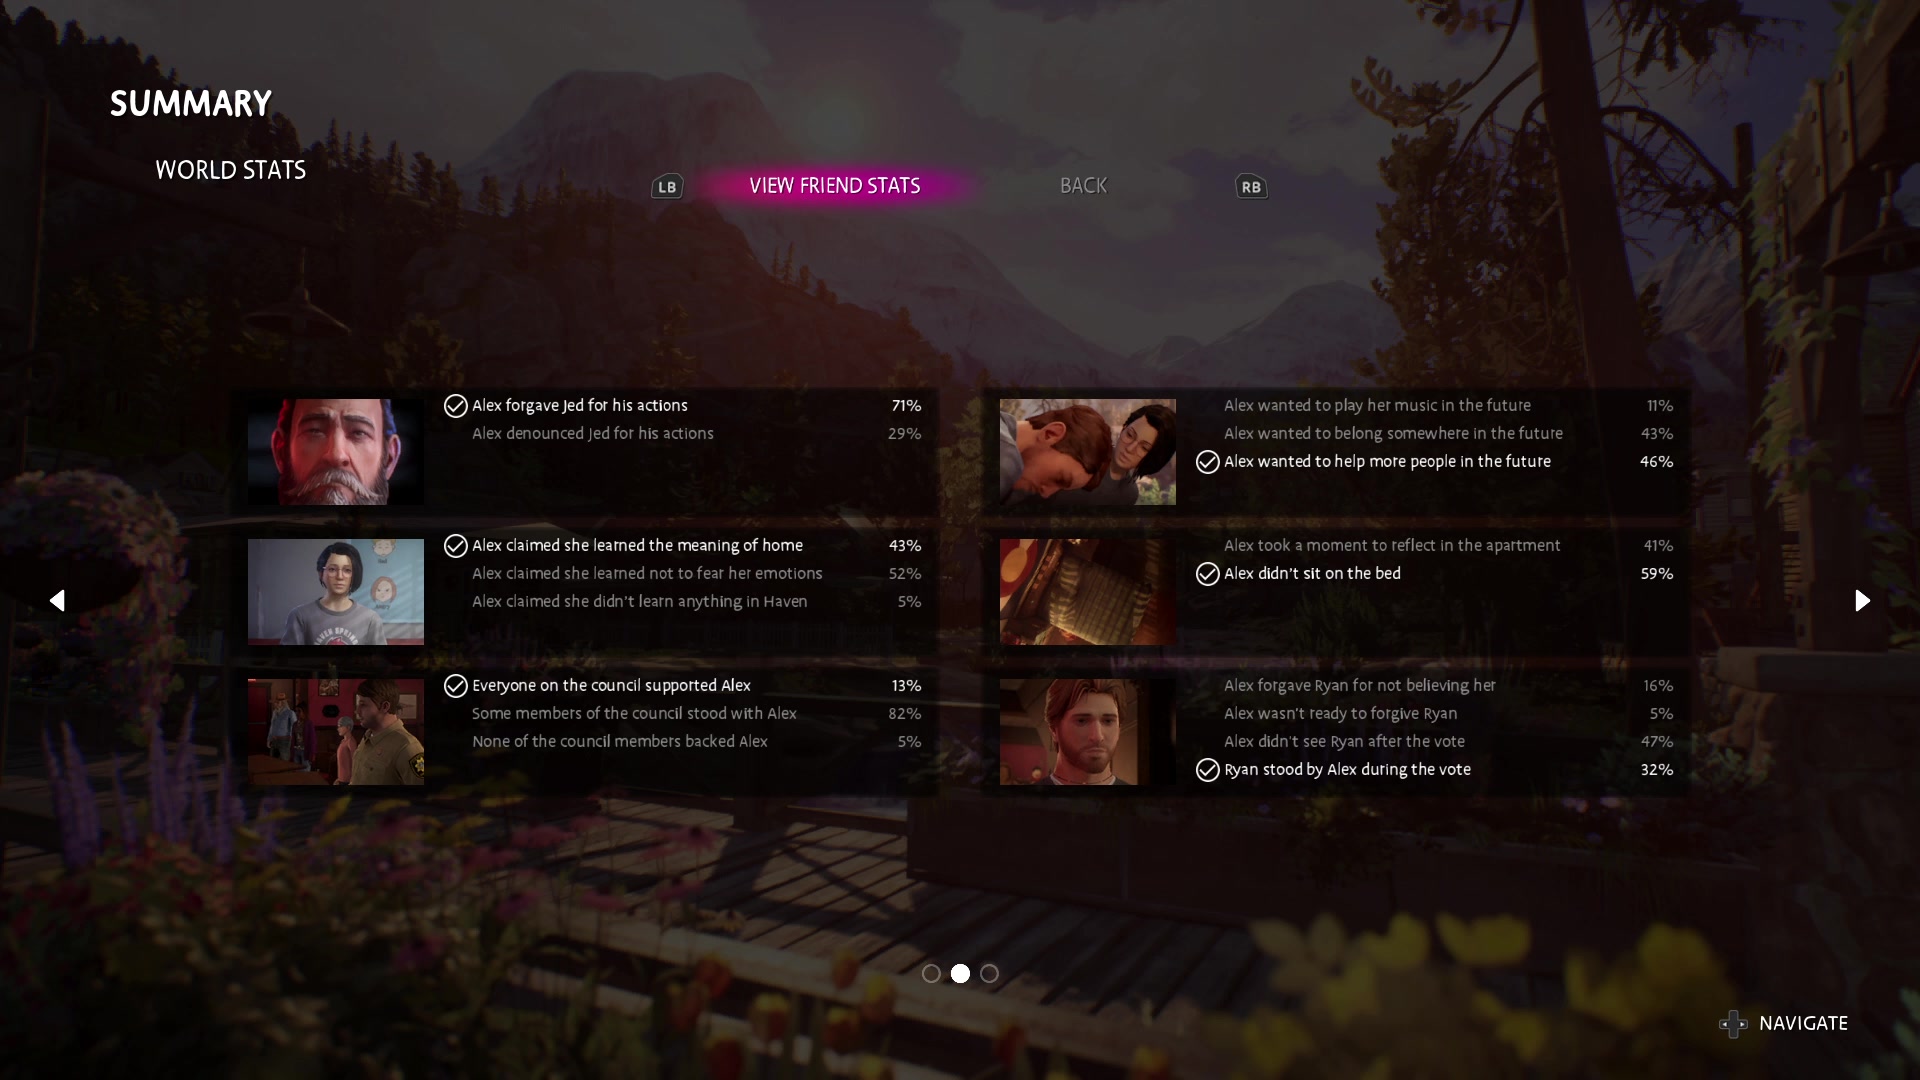 SUMMARY
WORLD STATS
LB
VIEW FRIEND STATS
BACK
RB
Alex forgave Jed for his actions 71%
Alex denounced Jed for his actions 29%
Alex claimed she learned the meaning of home 43%
Alex claimed she learned not to fear her emotions 52%
Alex claimed she didn't learn anything in Haven 5%
Everyone on the council supported Alex 13%
Some members of the council stood with Alex 82%
None of the council members backed Alex 5%
Alex wanted to play her music in the future 11%
Alex wanted to belong somewhere in the future 43%
Alex wanted to help more people in the future 46%
Alex took a moment to reflect in the apartment 41%
Alex didn't sit on the bed 59%
Alex forgave Ryan for not believing her 16%
Alex wasn't ready to forgive Ryan 5%
Alex didn't see Ryan after the vote 47%
Ryan stood by Alex during the vote 32%
NAVIGATE